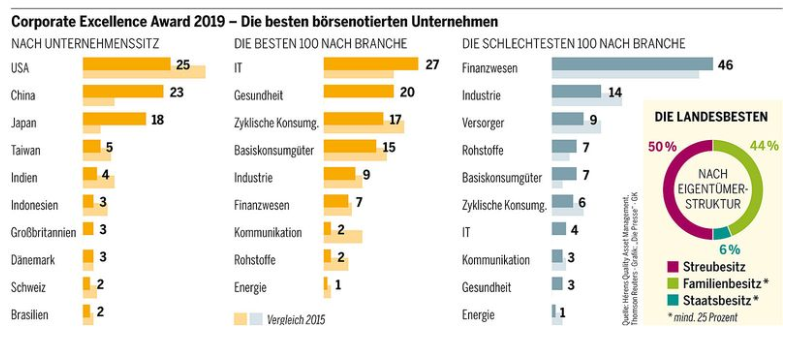 Corporate Excellence Award 2019 – Die besten börsenotierten Unternehmen
NACH UNTERNEHMENSSITZ
USA 25
China 23
Japan 18
Taiwan 5
Indien 4
Indonesien 3
Großbritannien 3
Dänemark 3
Schweiz 2
Brasilien 2
DIE BESTEN 100 NACH BRANCHE
IT 27
Gesundheit 20
Zyklische Konsumg. 17
Basiskonsumgüter 15
Industrie 9
Finanzwesen 7
Kommunikation 2
Rohstoffe 2
Energie 1
Vergleich 2015
DIE SCHLECHTESTEN 100 NACH BRANCHE
Finanzwesen 46
Industrie 14
Versorger 9
Rohstoffe 7
Basiskonsumgüter 7
Zyklische Konsumg. 6
IT 4
Kommunikation 3
Gesundheit 3
Energie 1
Quelle: Hérens Quality Asset Management,
Thomson Reuters · Grafik: „Die Presse“ · GK
DIE LANDESBESTEN
50 %
44 %
NACH
EIGENTÜMER-
STRUKTUR
6 %
Streubesitz
Familienbesitz*
Staatsbesitz*
* mind. 25 Prozent